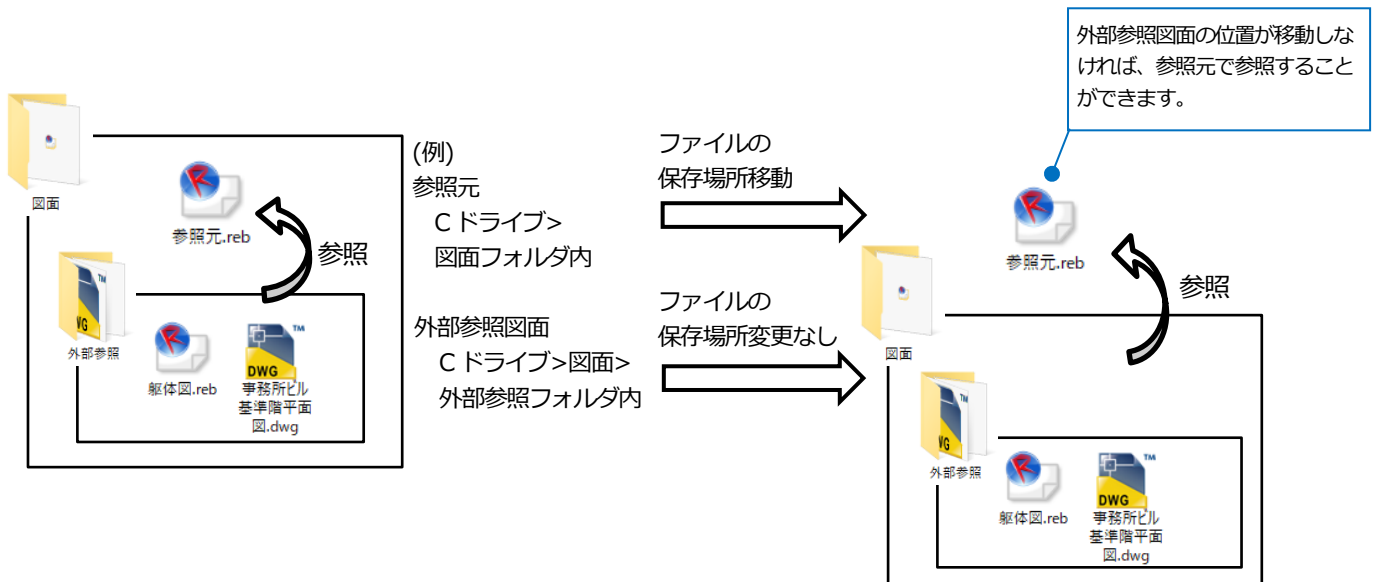 外部参照図面の位置が移動しな
ければ、参照元で参照すること
ができます。
図面
参照元.reb
参照
外部参照
TM
WG
躯体図.reb
TM
DWG
事務所ビル
基準階平面
図.dwg
(例)
参照元
C ドライブ>
図面フォルダ内
外部参照図面
C ドライブ>図面>
外部参照フォルダ内
ファイルの
保存場所移動
ファイルの
保存場所変更なし
参照元.reb
参照
図面
外部参照
TM
WG
躯体図.reb
TM
DWG
事務所ビル
基準階平面
図.dwg